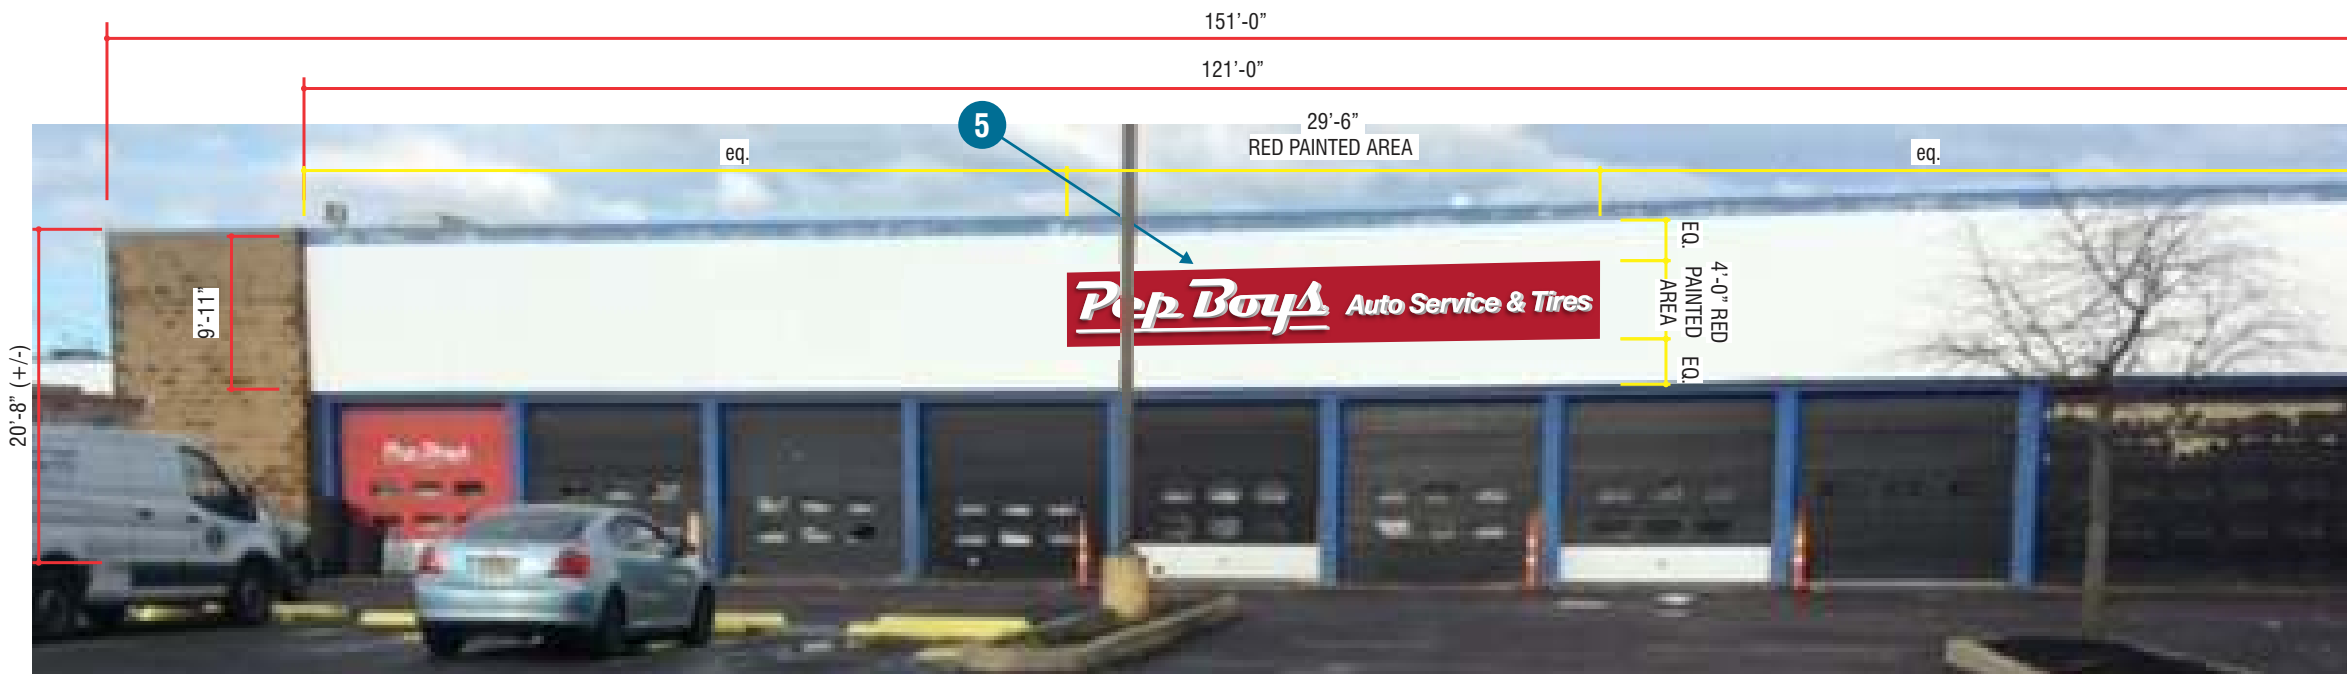 151’-0”
121’-0”
5
29’-6”
RED PAINTED AREA
eq.
eq.
EQ.
4’-0” RED
PAINTED
AREA
EQ.
9’-11”
20’-8” (+/-)
Pep Boys Auto Service & Tires